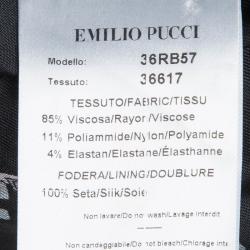 EMILIO PUCCI
Modello: 36RB57
Tessuto: 36617
TESSUTO/FABRIC/TISSU
85% Viscosa/Rayon/Viscose
11% Poliammide/Nylon/Polyamide
4% Elastan/Elastane/Élasthanne
FODERA/LINING/DOUBLURE
100% Seta/Silk/Soie
Non lavare/Do not wash/Lavage interdit
Non candeggiabile/Do not bleach/Chlorage interdit